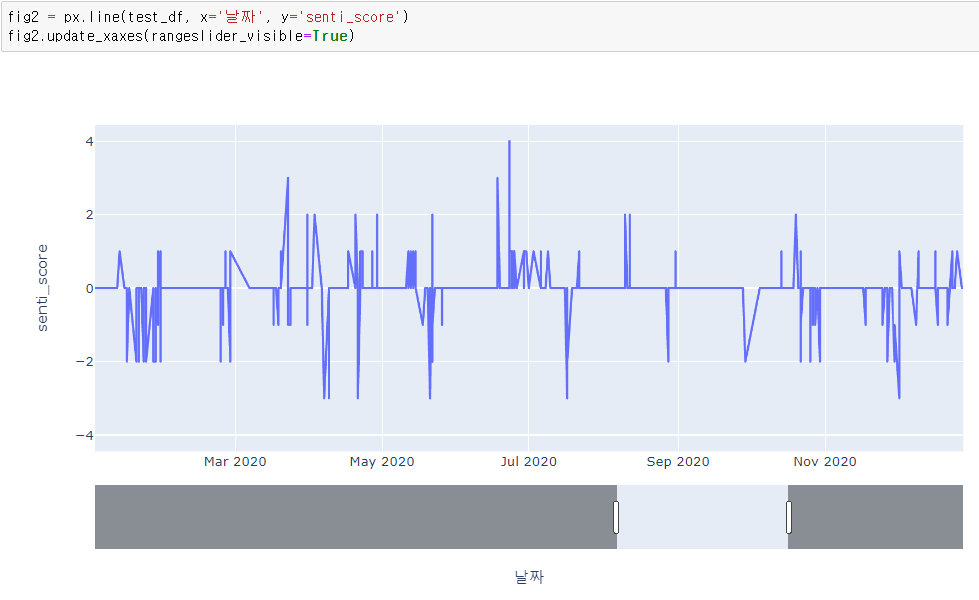 fig2 = px.line(test_df, x='날짜', y='senti_score')
fig2.update_xaxes(rangeslider_visible=True)
4
2
0
−2
−4
senti_score
Mar 2020 May 2020 Jul 2020 Sep 2020 Nov 2020
날짜